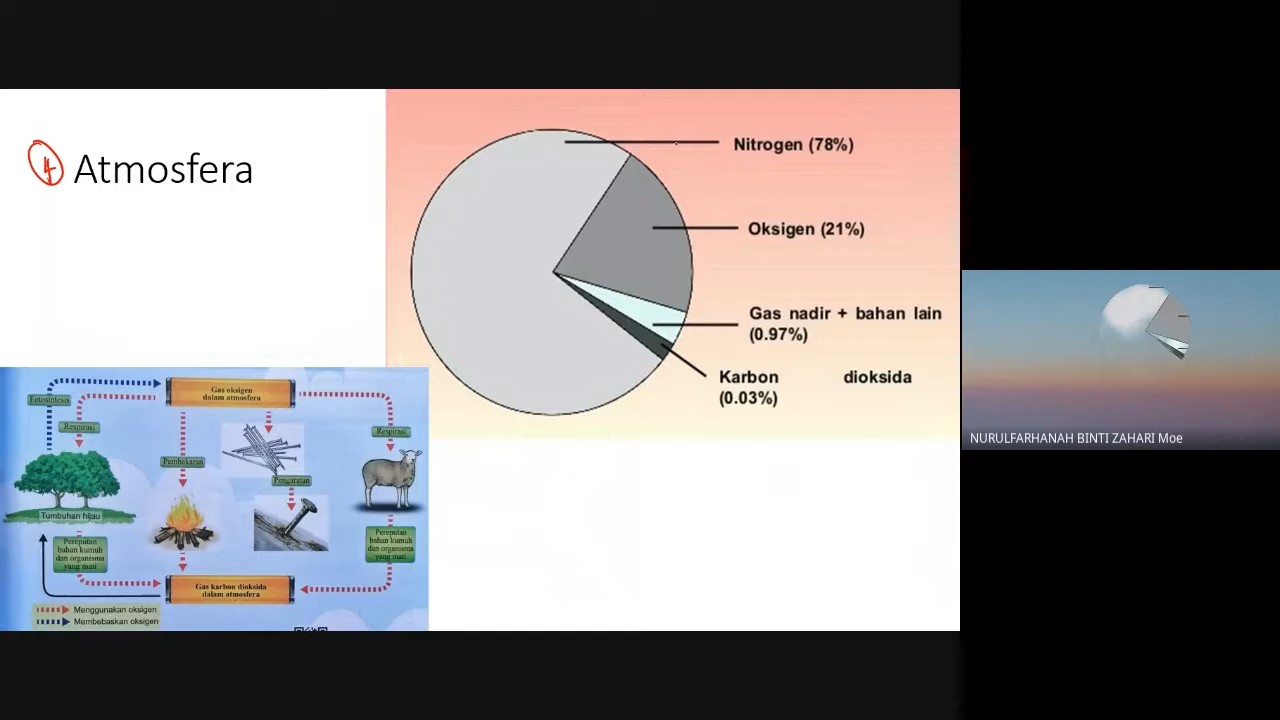 4 Atmosfera
Nitrogen (78%)
Oksigen (21%)
Gas nadir + bahan lain
(0.97%)
Karbon dioksida
(0.03%)
Gas oksigen
dalam atmosfera
Fotosintesis
Respirasi
Respirasi
Pembakaran
Pengaratan
Tumbuhan hijau
Pereputan
bahan kumuh
dan organisma
yang mati
Pereputan
bahan kumuh
dan organisma
yang mati
Gas karbon dioksida
dalam atmosfera
Menggunakan oksigen
Membebaskan oksigen
NURULFARHANAH BINTI ZAHARI Moe